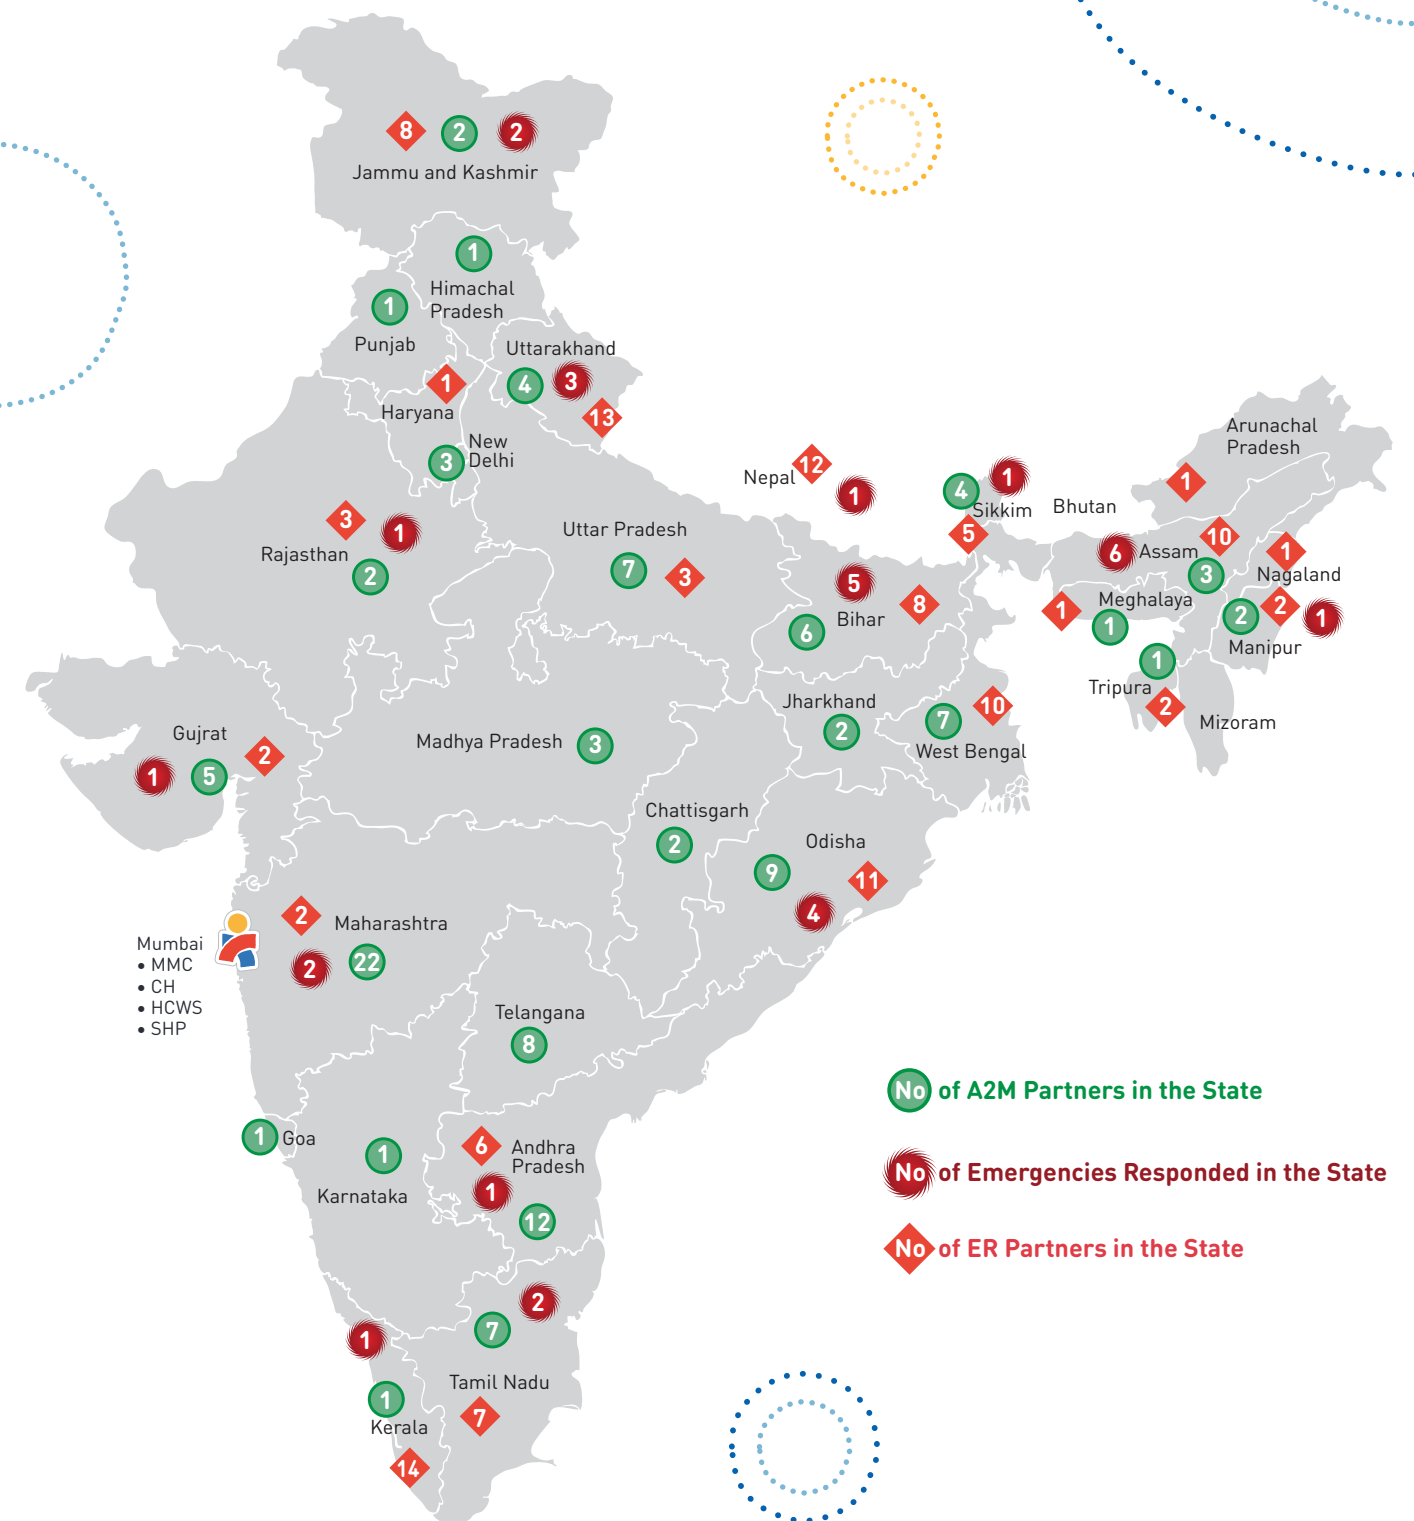 8
2
2
Jammu and Kashmir
1
Himachal
Pradesh
1
Punjab
Uttarakhand
4
3
13
1
Haryana
New
Delhi
3
Nepal
12
1
4
1
Sikkim
5
Bhutan
Arunachal
Pradesh
1
10
6
Assam
3
1
Nagaland
Meghalaya
1
1
2
2
1
Manipur
1
Tripura
2
Mizoram
3
1
Rajasthan
2
Uttar Pradesh
7
3
5
Bihar
8
6
Jharkhand
2
10
7
West Bengal
Gujrat
2
1
5
Madhya Pradesh
3
Chattisgarh
2
Odisha
9
11
4
2
Maharashtra
2
22
Mumbai
• MMC
• CH
• HCWS
• SHP
Telangana
8
1
Goa
1
Karnataka
6
Andhra
Pradesh
1
12
2
7
Tamil Nadu
7
1
1
Kerala
14
No of A2M Partners in the State
No of Emergencies Responded in the State
No of ER Partners in the State